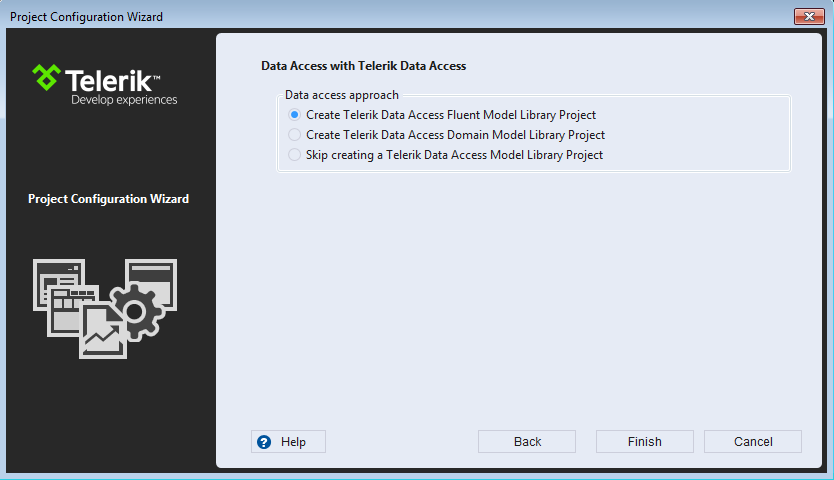 Project Configuration Wizard
Telerik™
Develop experiences
Project Configuration Wizard
Data Access with Telerik Data Access
Data access approach
Create Telerik Data Access Fluent Model Library Project
Create Telerik Data Access Domain Model Library Project
Skip creating a Telerik Data Access Model Library Project
? Help
Back
Finish
Cancel